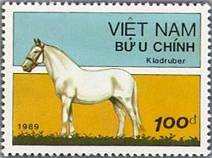 VIỆT NAM
BƯU CHÍNH
Kladruber
1989
100đ